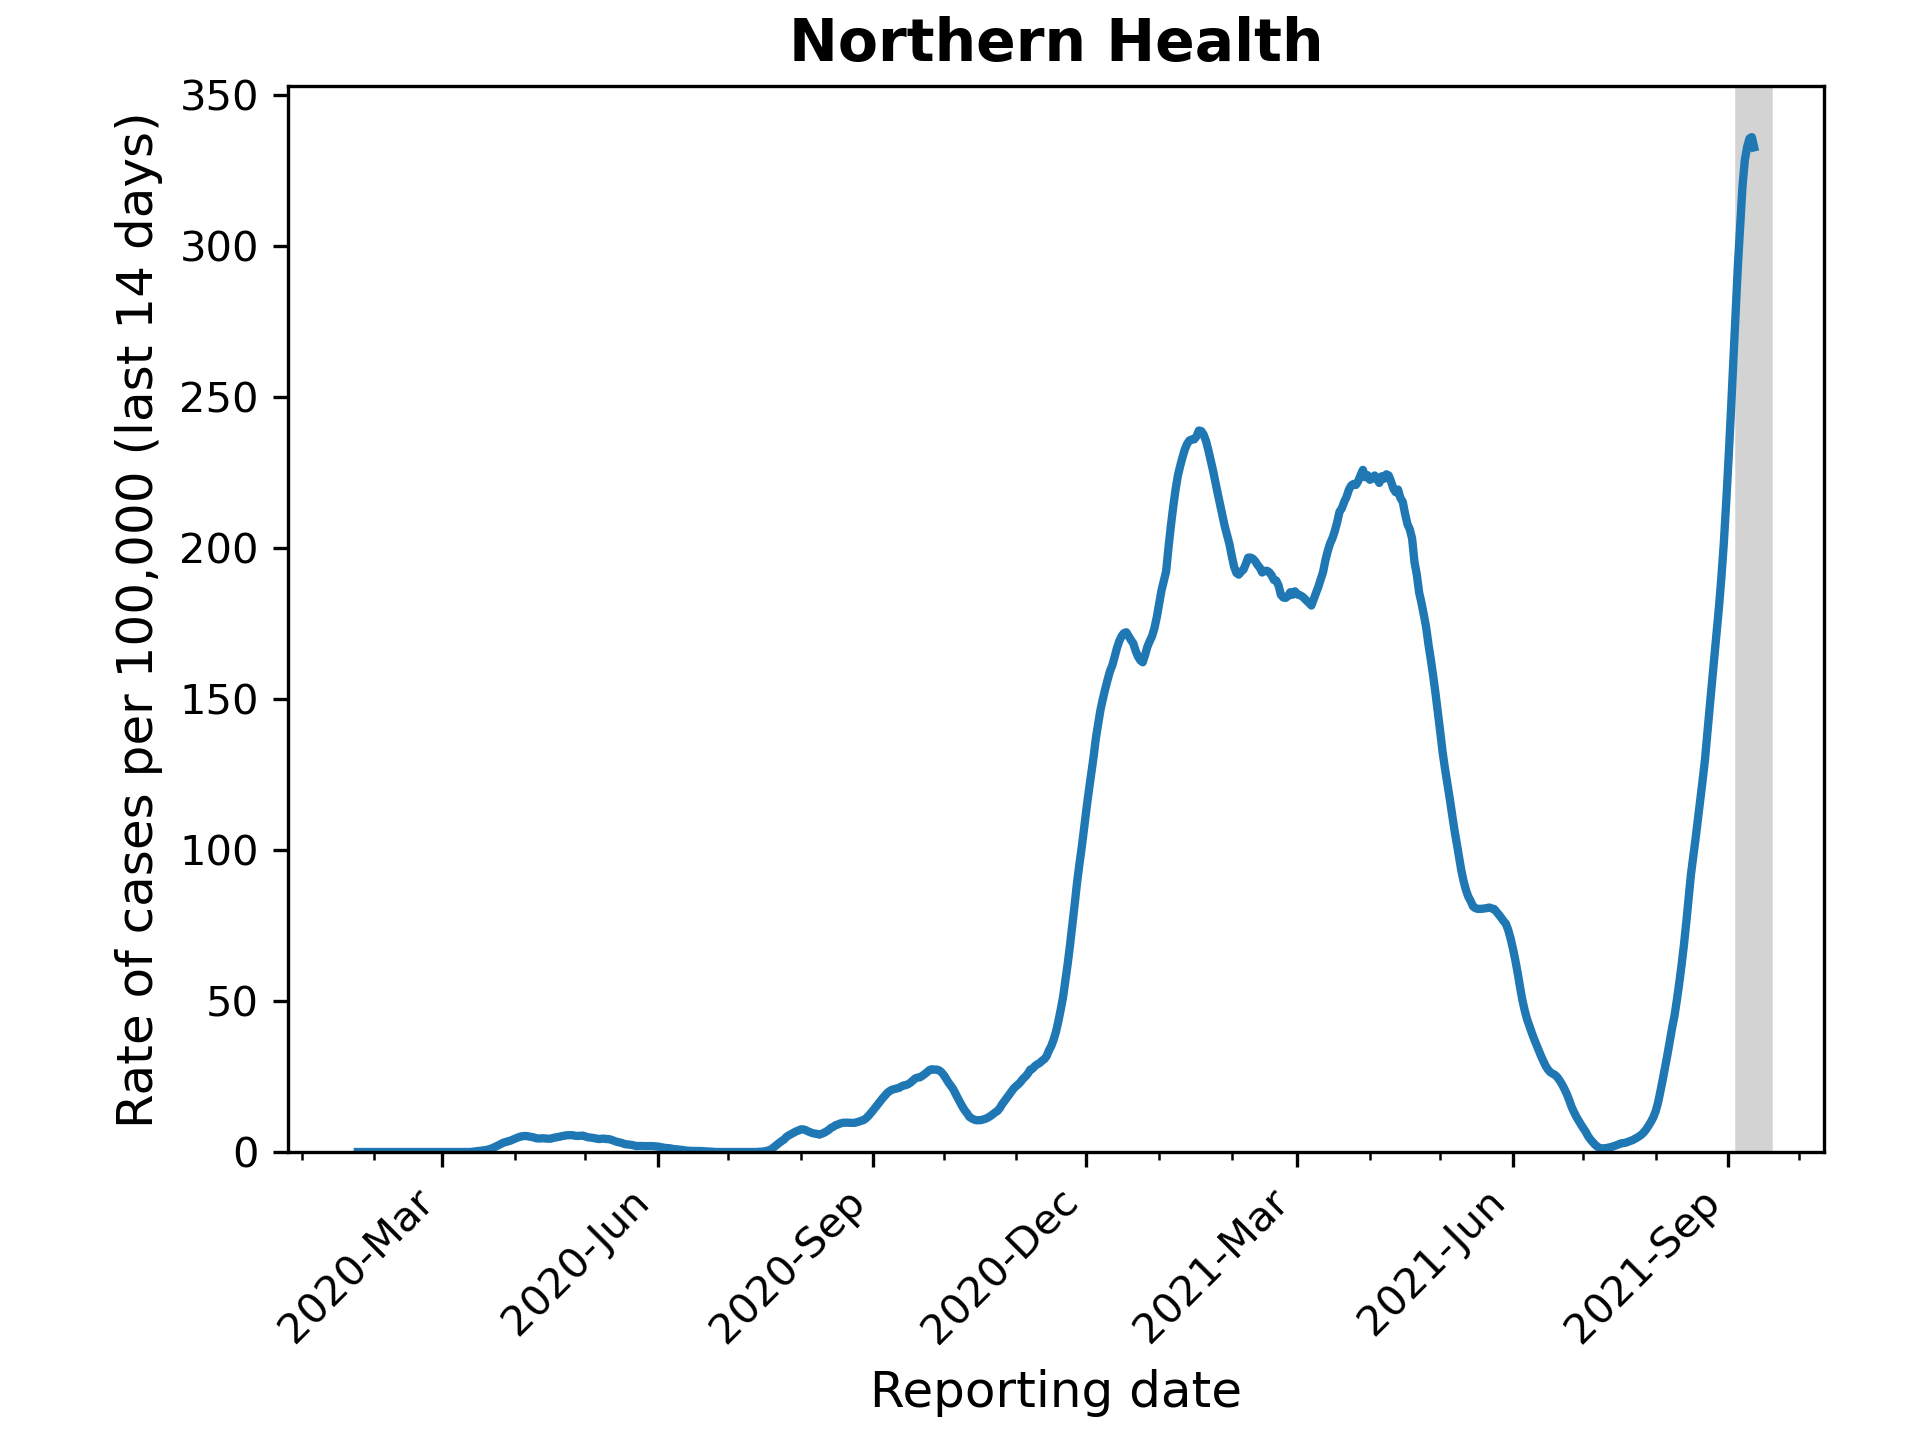 Northern Health
Rate of cases per 100,000 (last 14 days)
350
300
250
200
150
100
50
0
2020-Mar
2020-Jun
2020-Sep
2020-Dec
2021-Mar
2021-Jun
2021-Sep
Reporting date